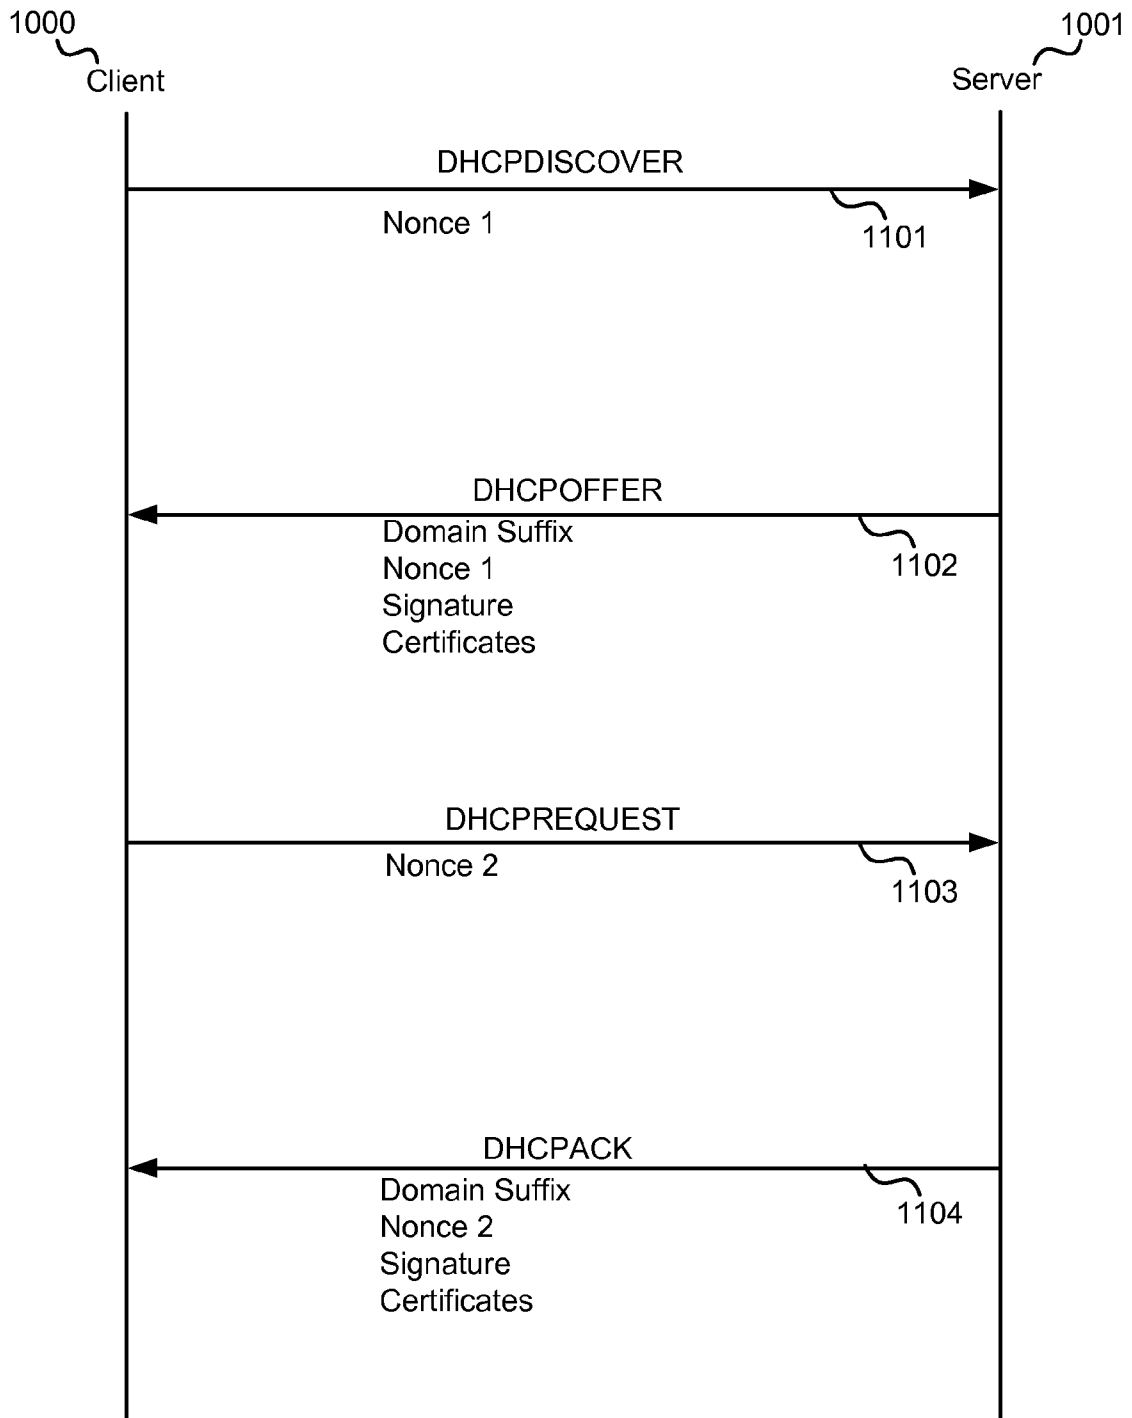 1000
1001
Client
Server
DHCPDISCOVER
Nonce 1
1101
DHCPOFFER
Domain Suffix
1102
Nonce 1
Signature
Certificates
DHCPREQUEST
Nonce 2
1103
DHCPACK
Domain Suffix
1104
Nonce 2
Signature
Certificates